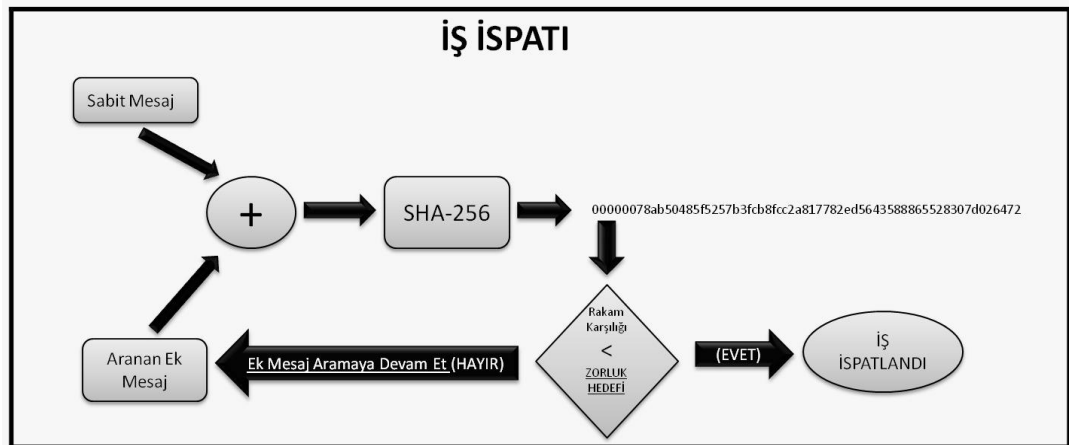 İŞ İSPATI
Sabit Mesaj
+
SHA-256
00000078ab50485f5257b3fcb8fcc2a817782ed5643588865528307d026472
Rakam
Karşılığı
<
ZORLUK
HEDEFİ
(EVET)
İŞ
İSPATLANDI
Ek Mesaj Aramaya Devam Et (HAYIR)
Aranan Ek
Mesaj